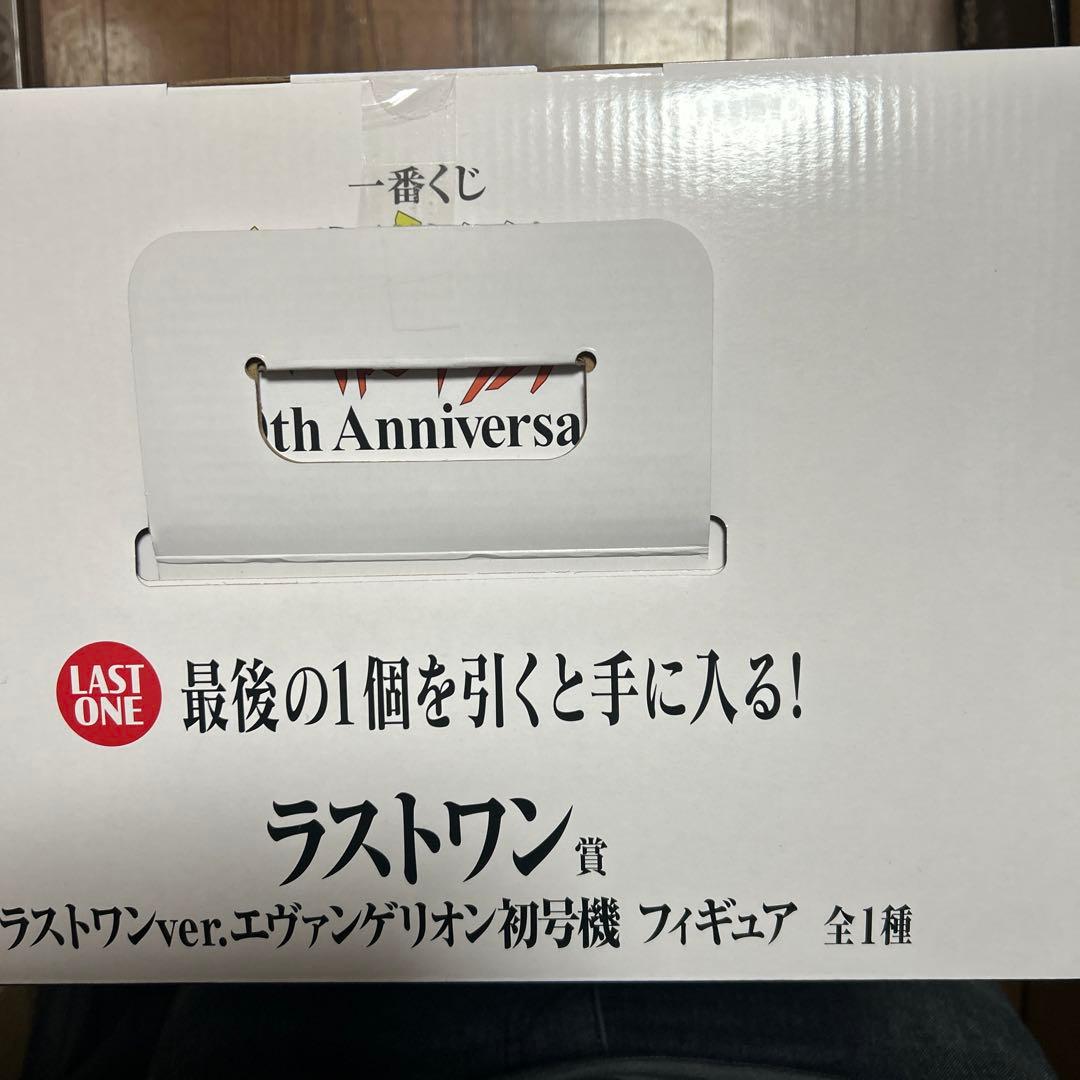 一番くじ
th Anniversa
LAST
ONE
最後の1個を引くと手に入る!
ラストワン賞
ラストワンver.エヴァンゲリオン初号機 フィギュア 全1種